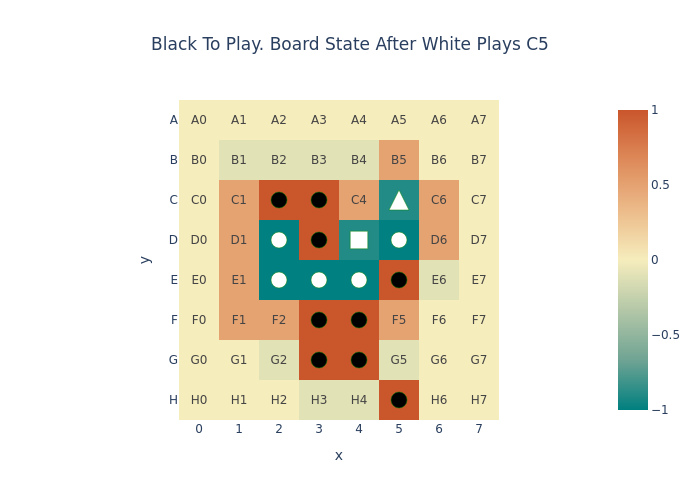 Black To Play. Board State After White Plays C5
A A0 A1 A2 A3 A4 A5 A6 A7
B B0 B1 B2 B3 B4 B5 B6 B7
C C0 C1 C4 C6 C7
D D0 D1 D6 D7
E E0 E1 E6 E7
F F0 F1 F2 F5 F6 F7
G G0 G1 G2 G5 G6 G7
H H0 H1 H2 H3 H4 H6 H7
0 1 2 3 4 5 6 7
x
y
1
0.5
0
−0.5
−1